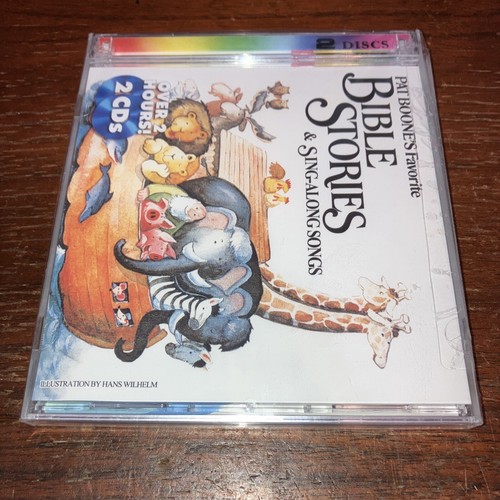 PAT BOONE'S Favorite
BIBLE
STORIES
& SING-ALONG SONGS
OVER 2
HOURS!
2 CDs
2 DISCS
ILLUSTRATION BY HANS WILHELM